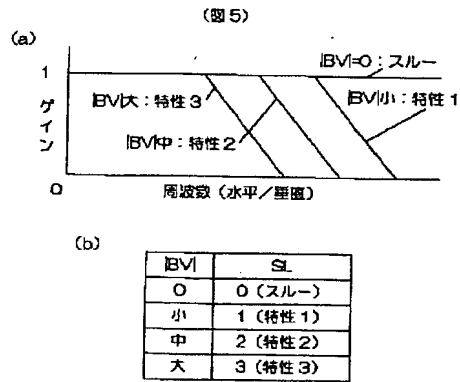 (図5)
(a)
|BV|=0:スルー
1
|BV|大:特性3
|BV|小:特性1
ゲイン
|BV|中:特性2
0
周波数(水平/垂直)
(b)
|BV| SL
0 0(スルー)
小 1(特性1)
中 2(特性2)
大 3(特性3)